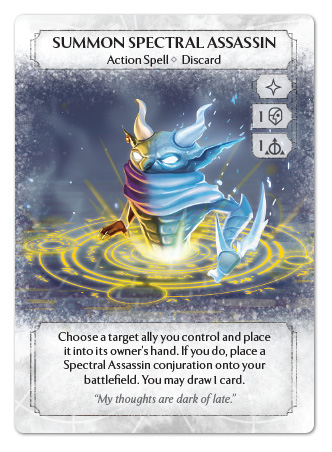 SUMMON SPECTRAL ASSASSIN
Action Spell ⟐ Discard
1
1
Choose a target ally you control and place
it into its owner's hand. If you do, place a
Spectral Assassin conjuration onto your
battlefield. You may draw 1 card.
“My thoughts are dark of late.”